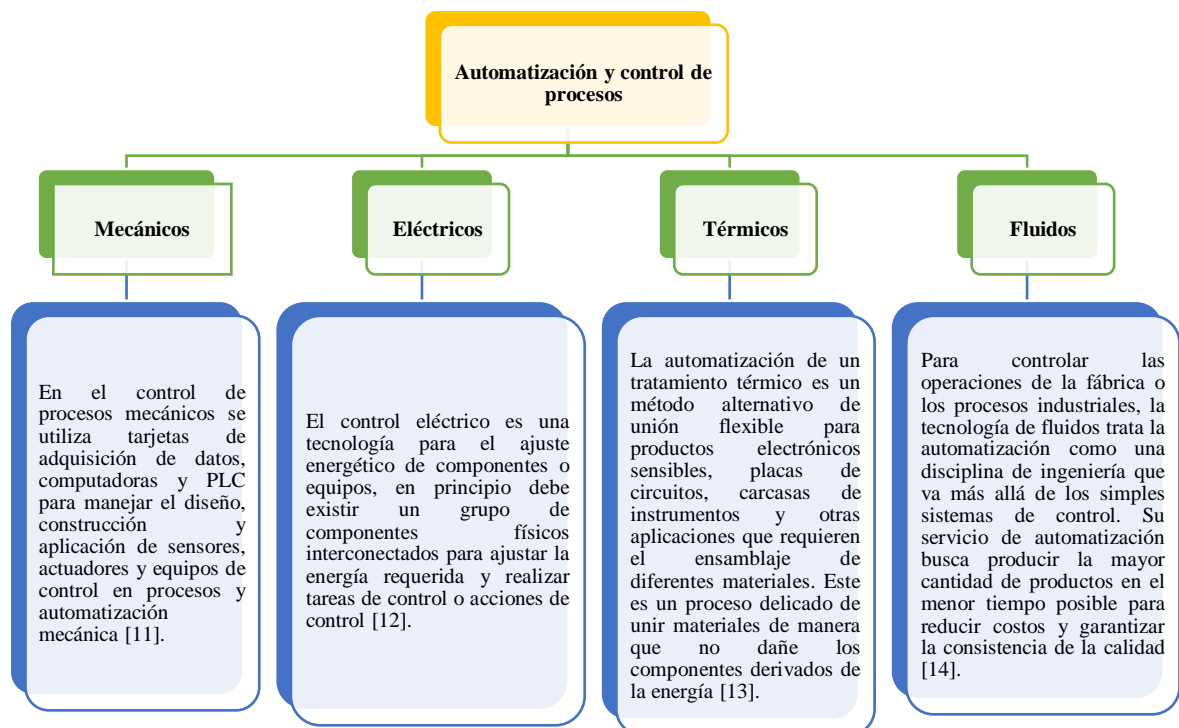 Automatización y control de
procesos
Mecánicos
Eléctricos
Térmicos
Fluidos
En el control de
procesos mecánicos se
utiliza tarjetas de
adquisición de datos,
computadoras y PLC
para manejar el diseño,
construcción y
aplicación de sensores,
actuadores y equipos de
control en procesos y
automatización
mecánica [11].
El control eléctrico es una
tecnología para el ajuste
energético de componentes o
equipos, en principio debe
existir un grupo de
componentes físicos
interconectados para ajustar la
energía requerida y realizar
tareas de control o acciones de
control [12].
La automatización de un
tratamiento térmico es un
método alternativo de
unión flexible para
productos electrónicos
sensibles, placas de
circuitos, carcasas de
instrumentos y otras
aplicaciones que requieren
el ensamblaje de
diferentes materiales. Este
es un proceso delicado de
unir materiales de manera
que no dañe los
componentes derivados de
la energía [13].
Para controlar las
operaciones de la fábrica o
los procesos industriales, la
tecnología de fluidos trata la
automatización como una
disciplina de ingeniería que
va más allá de los simples
sistemas de control. Su
servicio de automatización
busca producir la mayor
cantidad de productos en el
menor tiempo posible para
reducir costos y garantizar
la consistencia de la calidad
[14].